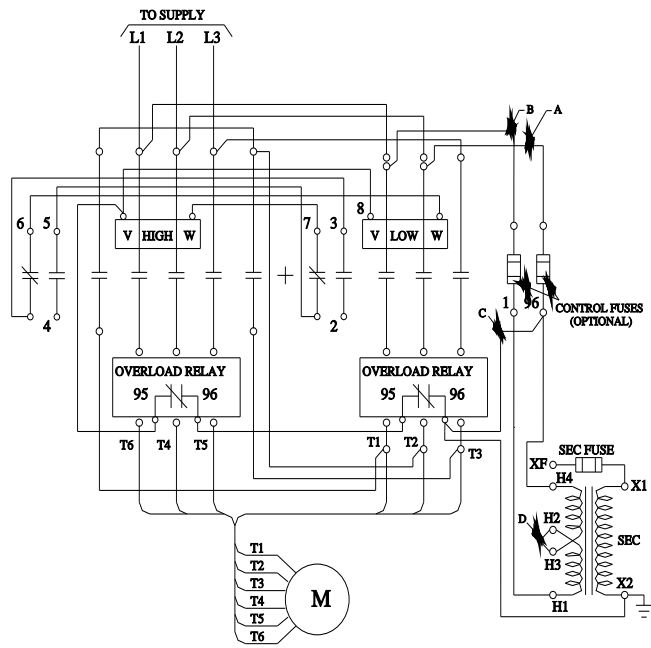 TO SUPPLY
L1 L2 L3
B A
6 5 7 3 8
V HIGH W
V LOW W
4 2
1 96
CONTROL FUSES
(OPTIONAL)
C
OVERLOAD RELAY
95 96
OVERLOAD RELAY
95 96
T6 T4 T5
T1 T2 T3
SEC FUSE
XF
H4 X1
D H2
SEC
H3
X2
H1
T1
T2
T3
T4
T5
T6
M